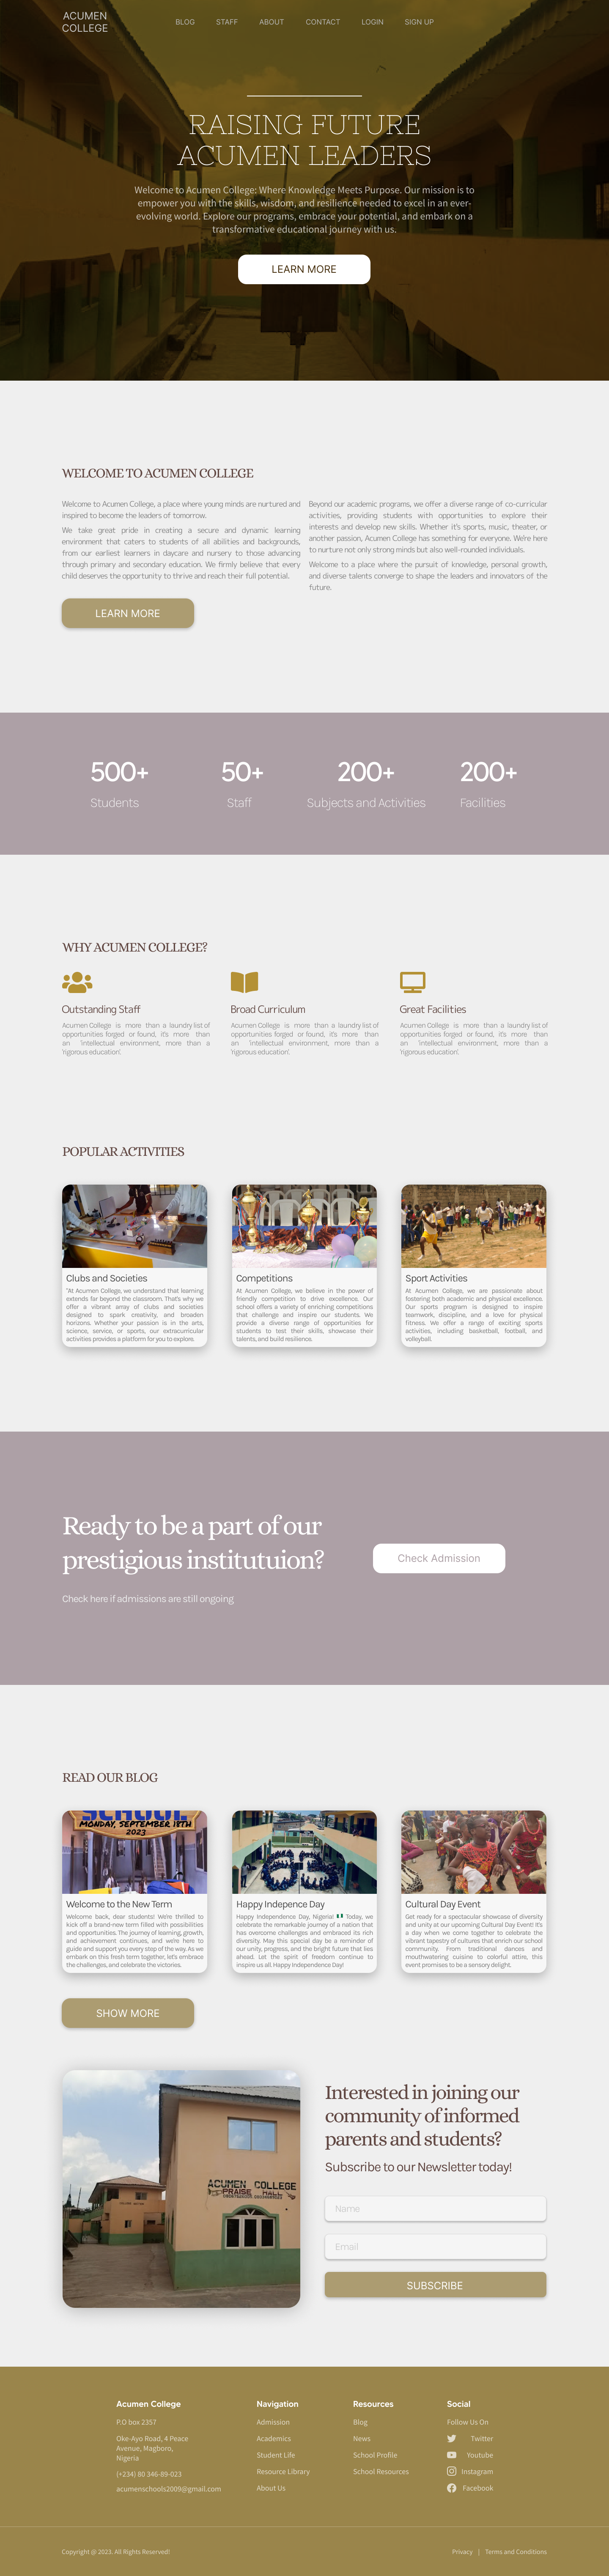 ACUMEN
COLLEGE
BLOG STAFF ABOUT CONTACT LOGIN SIGN UP
RAISING FUTURE
ACUMEN LEADERS
Welcome to Acumen College: Where Knowledge Meets Purpose. Our mission is to
empower you with the skills, wisdom, and resilience needed to excel in an ever-
evolving world. Explore our programs, embrace your potential, and embark on a
transformative educational journey with us.
LEARN MORE
WELCOME TO ACUMEN COLLEGE
Welcome to Acumen College, a place where young minds are nurtured and
inspired to become the leaders of tomorrow.
We take great pride in creating a secure and dynamic learning
environment that caters to students of all abilities and backgrounds,
from our earliest learners in daycare and nursery to those advancing
through primary and secondary education. We firmly believe that every
child deserves the opportunity to thrive and reach their full potential.
Beyond our academic programs, we offer a diverse range of co-curricular
activities, providing students with opportunities to explore their
interests and develop new skills. Whether it's sports, music, theater, or
another passion, Acumen College has something for everyone. We're here
to nurture not only strong minds but also well-rounded individuals.
Welcome to a place where the pursuit of knowledge, personal growth,
and diverse talents converge to shape the leaders and innovators of the
future.
LEARN MORE
500+ 50+ 200+ 200+
Students Staff Subjects and Activities Facilities
WHY ACUMEN COLLEGE?
Outstanding Staff
Acumen College is more than a laundry list of
opportunities forged or found, it's more than
an 'intellectual environment, more than a
'rigorous education'.
Broad Curriculum
Acumen College is more than a laundry list of
opportunities forged or found, it's more than
an 'intellectual environment, more than a
'rigorous education'.
Great Facilities
Acumen College is more than a laundry list of
opportunities forged or found, it's more than
an 'intellectual environment, more than a
'rigorous education'.
POPULAR ACTIVITIES
Clubs and Societies
"At Acumen College, we understand that learning
extends far beyond the classroom. That's why we
offer a vibrant array of clubs and societies
designed to spark creativity, and broaden
horizons. Whether your passion is in the arts,
science, service, or sports, our extracurricular
activities provides a platform for you to explore.
Competitions
At Acumen College, we believe in the power of
friendly competition to drive excellence. Our
school offers a variety of enriching competitions
that challenge and inspire our students. We
provide a diverse range of opportunities for
students to test their skills, showcase their
talents, and build resilience.
Sport Activities
At Acumen College, we are passionate about
fostering both academic and physical excellence.
Our sports program is designed to inspire
teamwork, discipline, and a love for physical
fitness. We offer a range of exciting sports
activities, including basketball, football, and
volleyball.
Ready to be a part of our
prestigious institutuion?
Check here if admissions are still ongoing
Check Admission
READ OUR BLOG
SCHOOL
MONDAY, SEPTEMBER 18TH
2023
Welcome to the New Term
Welcome back, dear students! We're thrilled to
kick off a brand-new term filled with possibilities
and opportunities. The journey of learning, growth,
and achievement continues, and we're here to
guide and support you every step of the way. As we
embark on this fresh term together, let's embrace
the challenges, and celebrate the victories.
Happy Indepence Day
Happy Independence Day, Nigeria! 🇳🇬 Today, we
celebrate the remarkable journey of a nation that
has overcome challenges and embraced its rich
diversity. May this special day be a reminder of
our unity, progress, and the bright future that lies
ahead. Let the spirit of freedom continue to
inspire us all. Happy Independence Day!
Cultural Day Event
Get ready for a spectacular showcase of diversity
and unity at our upcoming Cultural Day Event! It's
a day when we come together to celebrate the
vibrant tapestry of cultures that enrich our school
community. From traditional dances and
mouthwatering cuisine to colorful attire, this
event promises to be a sensory delight.
SHOW MORE
ACUMEN COLLEGE
PRAISE HALL
Interested in joining our
community of informed
parents and students?
Subscribe to our Newsletter today!
Name
Email
SUBSCRIBE
Acumen College
P.O box 2357
Oke-Ayo Road, 4 Peace
Avenue, Magboro,
Nigeria
(+234) 80 346-89-023
acumenschools2009@gmail.com
Navigation
Admission
Academics
Student Life
Resource Library
About Us
Resources
Blog
News
School Profile
School Resources
Social
Follow Us On
Twitter
Youtube
Instagram
Facebook
Copyright @ 2023. All Rights Reserved!
Privacy | Terms and Conditions